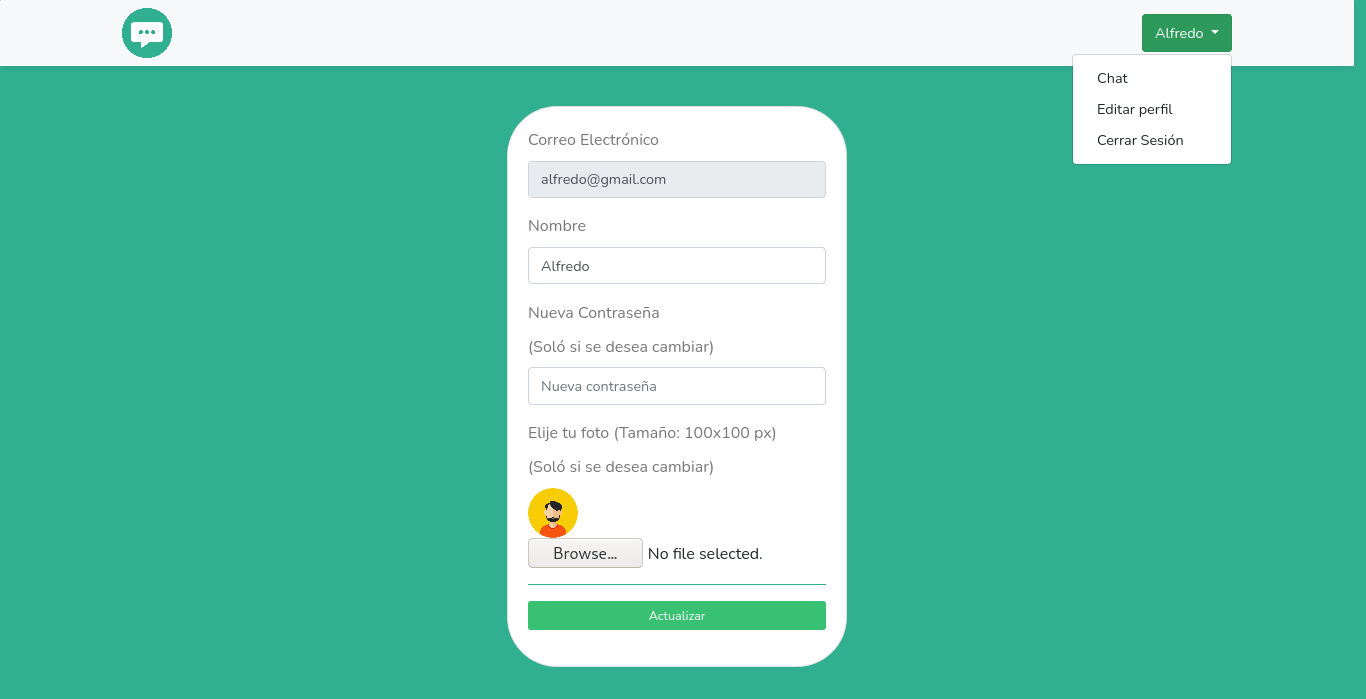 Alfredo
Chat
Editar perfil
Cerrar Sesión
Correo Electrónico
alfredo@gmail.com
Nombre
Alfredo
Nueva Contraseña
(Soló si se desea cambiar)
Nueva contraseña
Elije tu foto (Tamaño: 100x100 px)
(Soló si se desea cambiar)
Browse... No file selected.
Actualizar